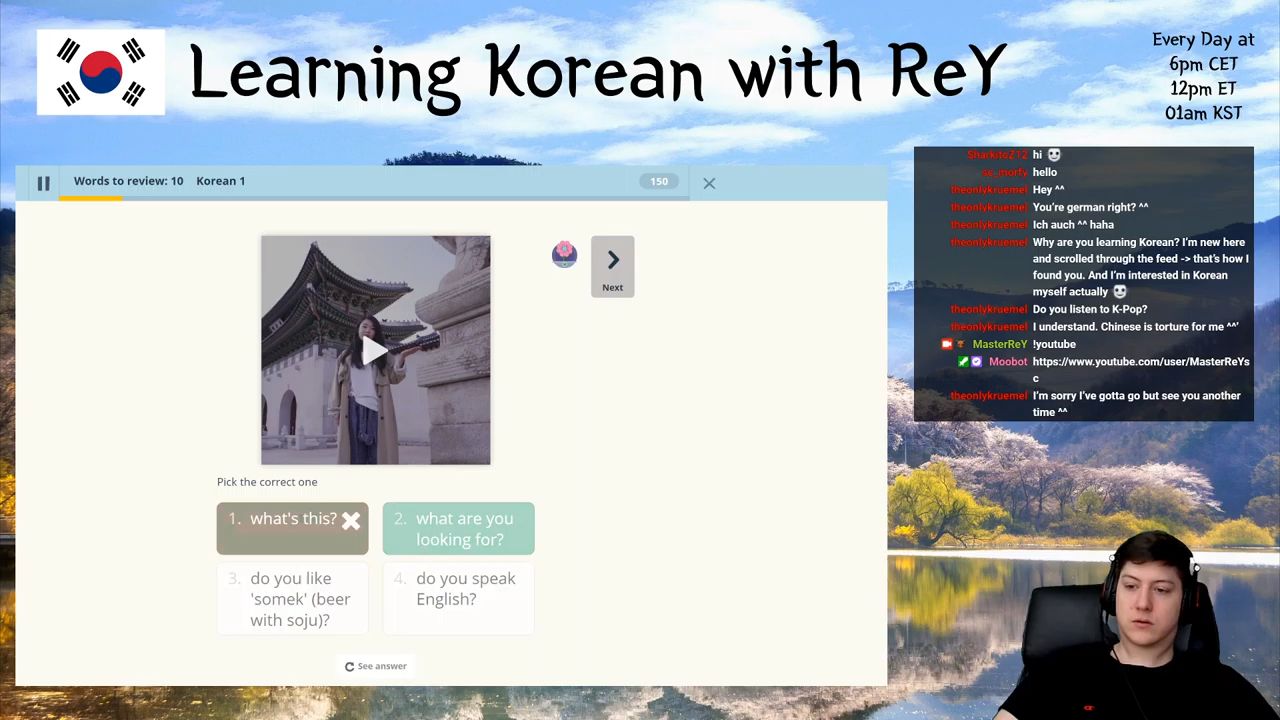 Learning Korean with ReY
Every Day at
6pm CET
12pm ET
01am KST
Words to review: 10 Korean 1
150
Next
Pick the correct one
1. what's this?
2. what are you
looking for?
3. do you like
'somek' (beer
with soju)?
4. do you speak
English?
See answer
Sharkito212 hi
sc_morfy hello
theonlykruemel Hey ^^
theonlykruemel You're german right? ^^
theonlykruemel Ich auch ^^ haha
theonlykruemel Why are you learning Korean? I'm new here
and scrolled through the feed -> that's how I
found you. And I'm interested in Korean
myself actually
theonlykruemel Do you listen to K-Pop?
theonlykruemel I understand. Chinese is torture for me ^^'
MasterReY !youtube
Moobot https://www.youtube.com/user/MasterReYs
c
theonlykruemel I'm sorry I've gotta go but see you another
time ^^